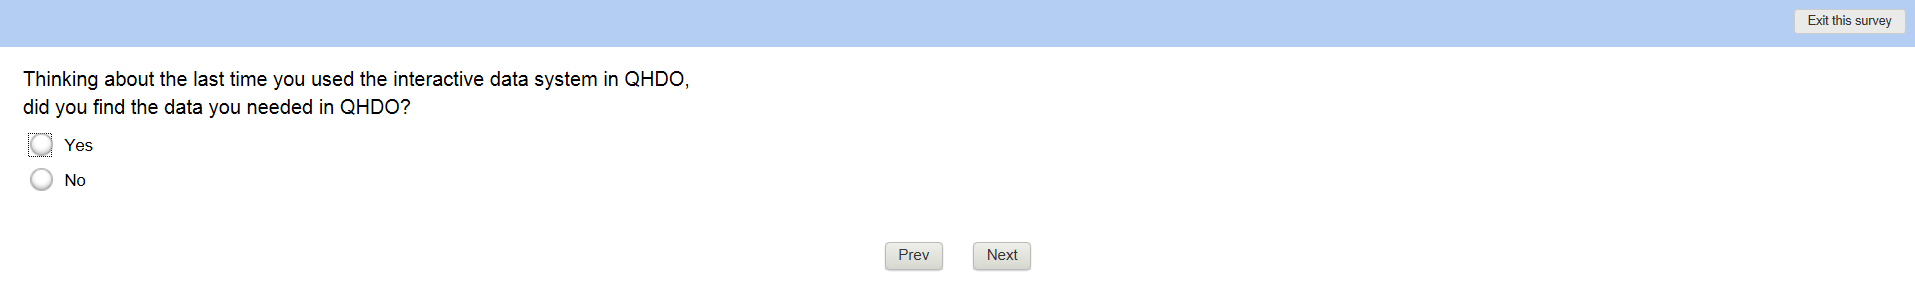 Exit this survey
Thinking about the last time you used the interactive data system in QHDO,
did you find the data you needed in QHDO?
Yes
No
Prev
Next